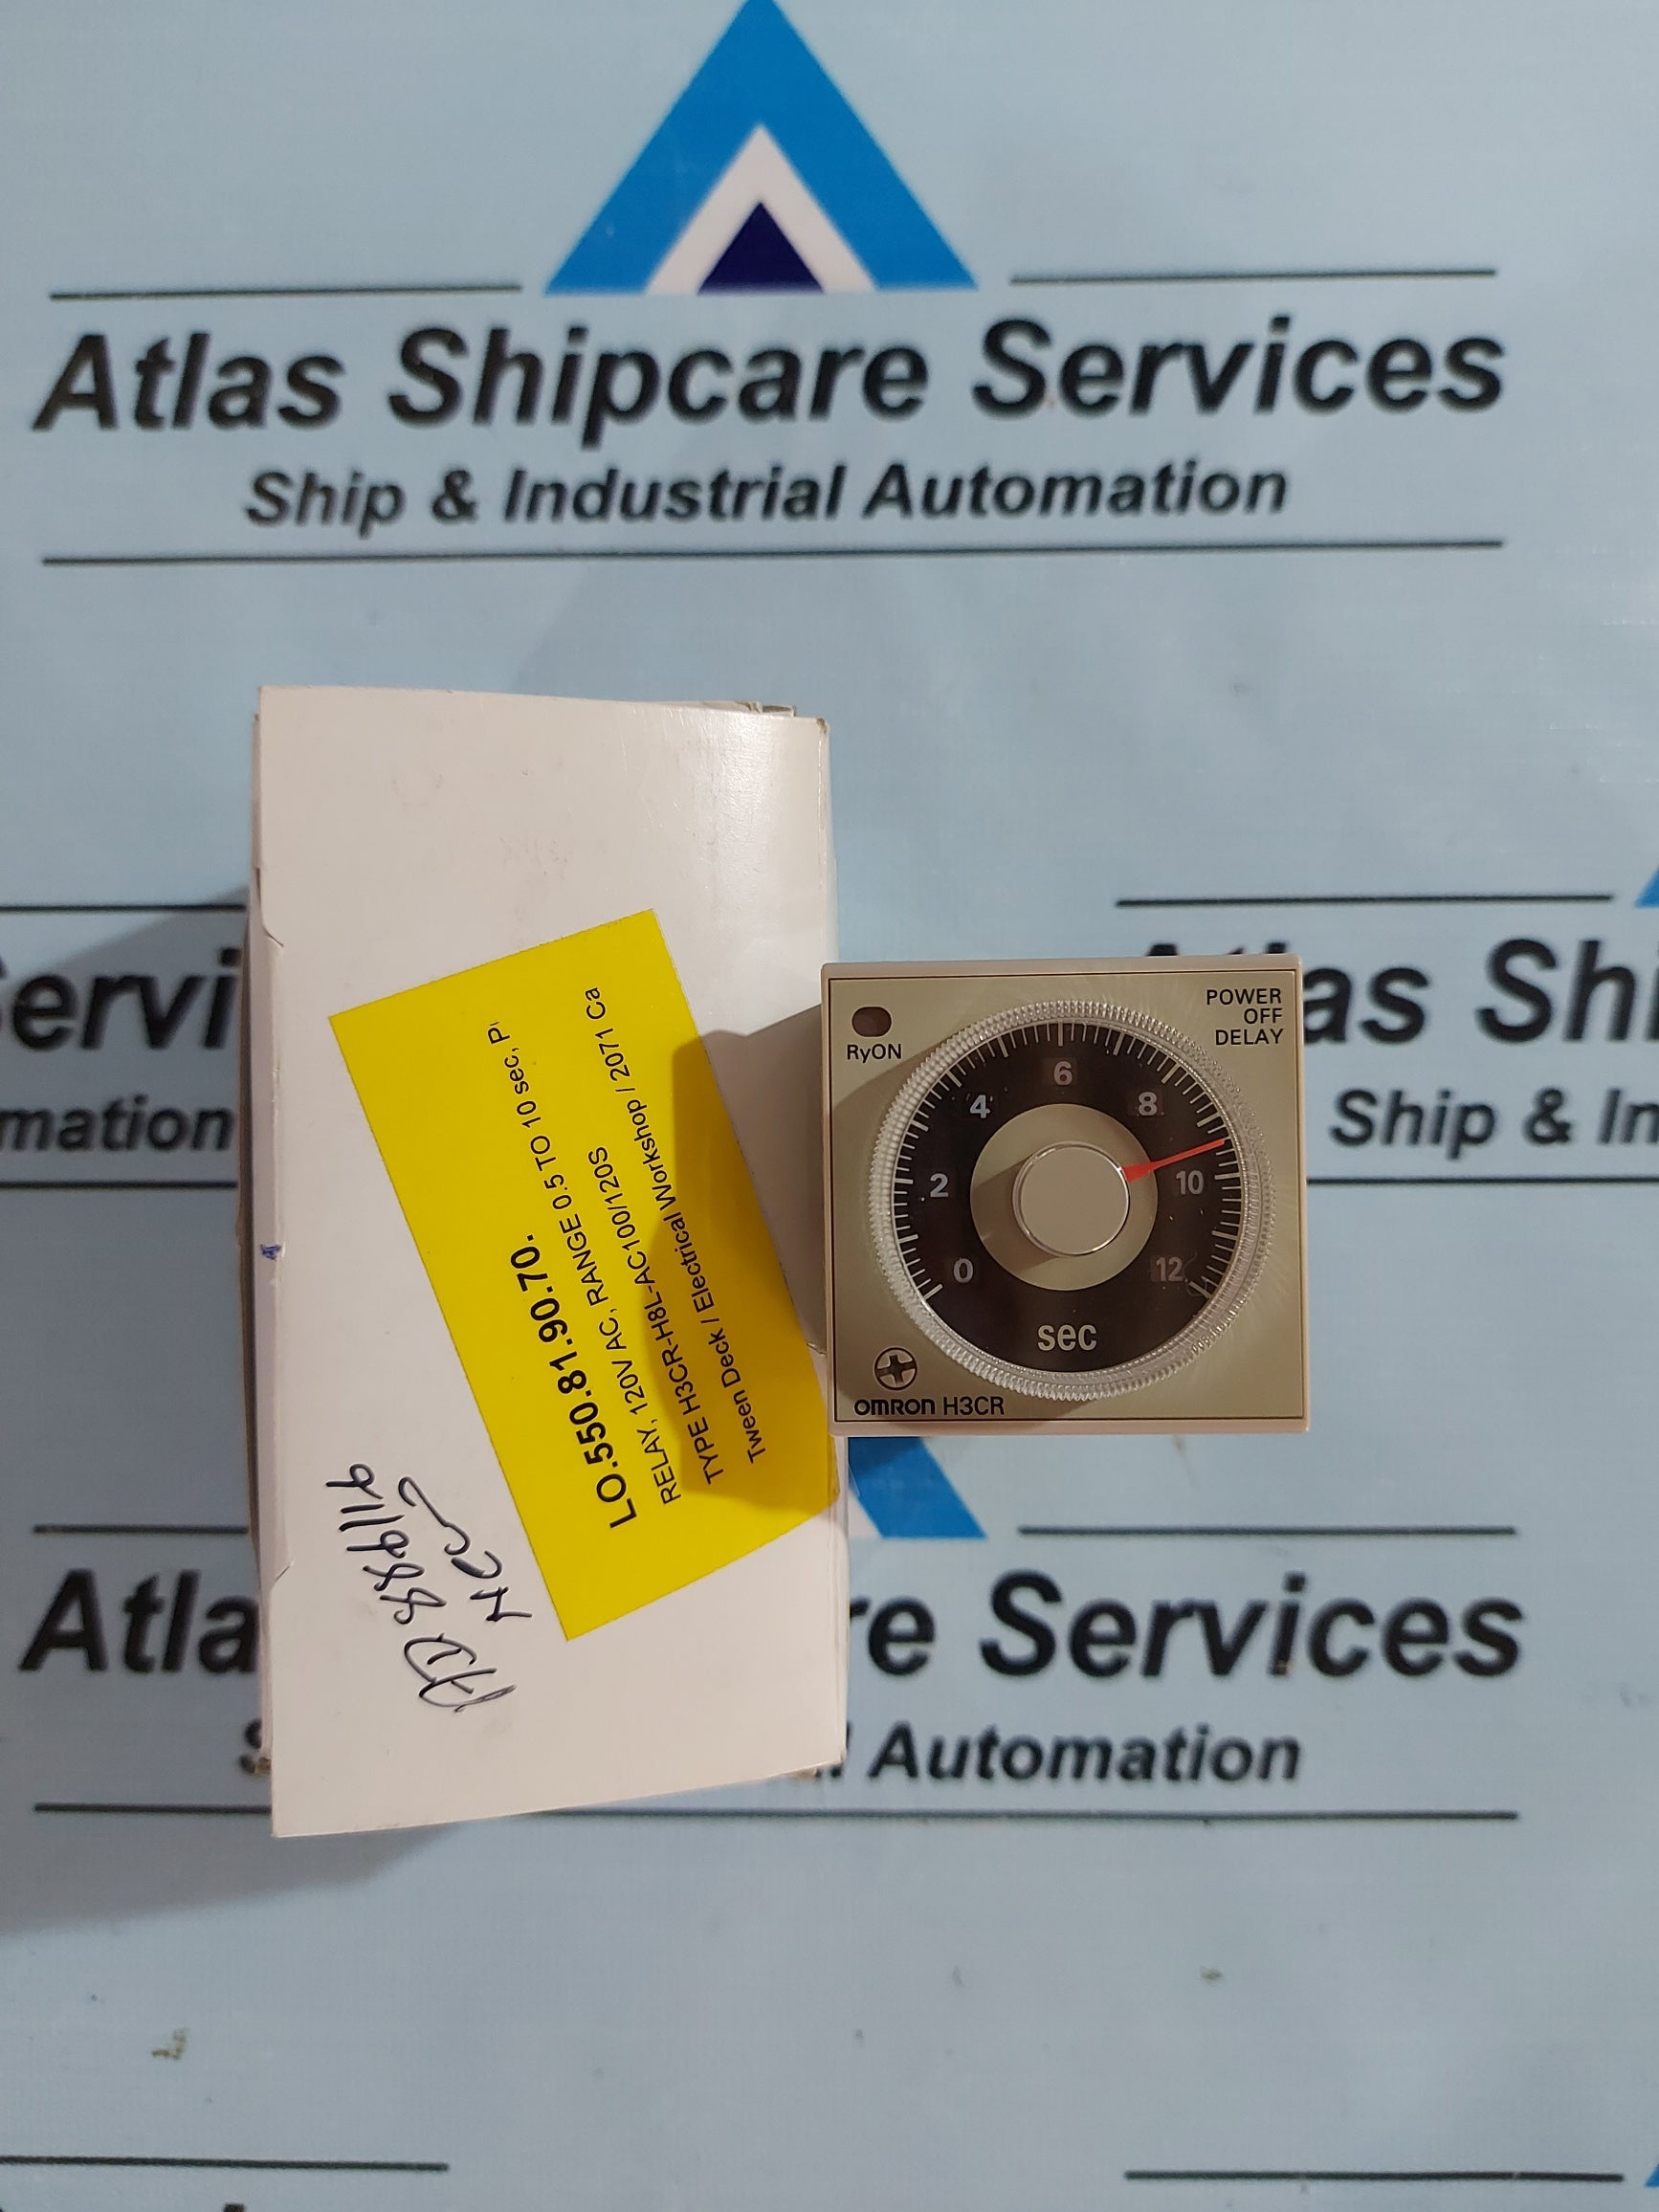 Atlas Shipcare Services
Ship & Industrial Automation
Servi
mation
as Shi
Ship & In
LO.550.81.90.70.
RELAY, 120V AC, RANGE 0.5 TO 10 sec, P
TYPE H3CR-H8L-AC100/120S
Tween Deck / Electrical Workshop / 2071 Ca
RyON
POWER
OFF
DELAY
0
2
4
6
8
10
12
sec
OMRON H3CR
Atla
re Services
Automation